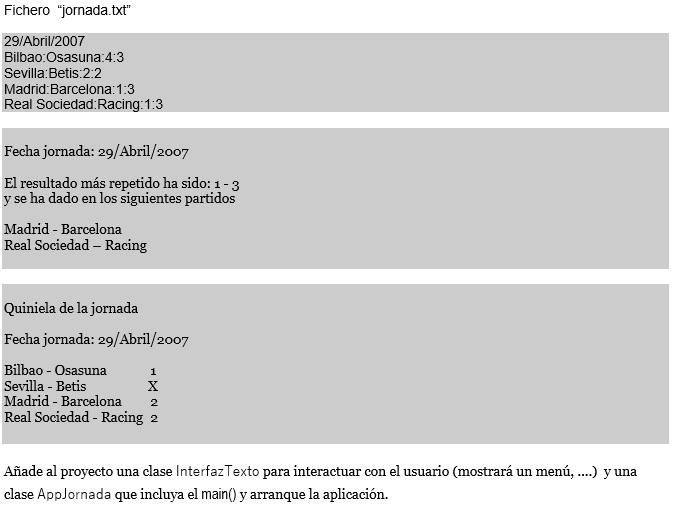 Fichero “jornada.txt”
29/Abril/2007
Bilbao:Osasuna:4:3
Sevilla:Betis:2:2
Madrid:Barcelona:1:3
Real Sociedad:Racing:1:3
Fecha jornada: 29/Abril/2007
El resultado más repetido ha sido: 1 - 3
y se ha dado en los siguientes partidos
Madrid - Barcelona
Real Sociedad – Racing
Quiniela de la jornada
Fecha jornada: 29/Abril/2007
Bilbao - Osasuna 1
Sevilla - Betis X
Madrid - Barcelona 2
Real Sociedad - Racing 2
Añade al proyecto una clase InterfazTexto para interactuar con el usuario (mostrará un menú, ....) y una
clase AppJornada que incluya el main() y arranque la aplicación.